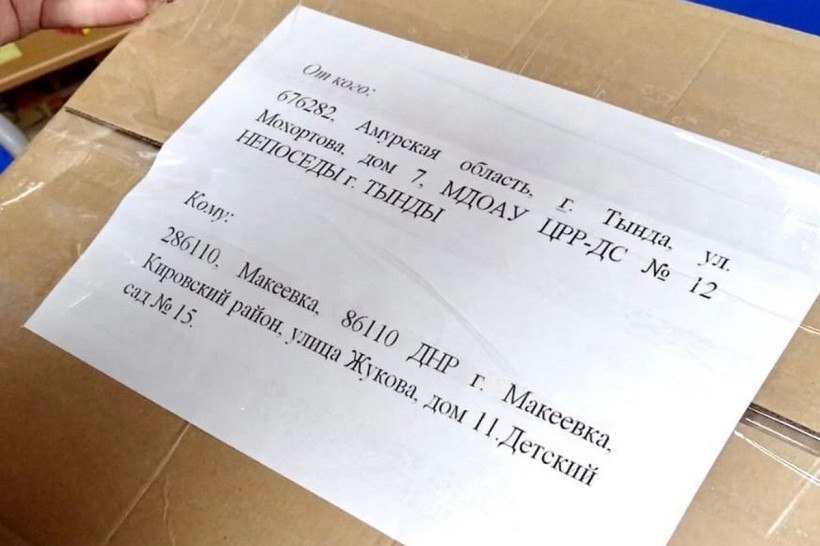 От кого:
676282, Амурская область, г. Тында, ул.
Мохортова, дом 7, МДОАУ ЦРР-ДС № 12
НЕПОСЕДЫ г. ТЫНДЫ
Кому:
286110, Макеевка, 86110 ДНР г. Макеевка,
Кировский район, улица Жукова, дом 11.Детский
сад № 15.